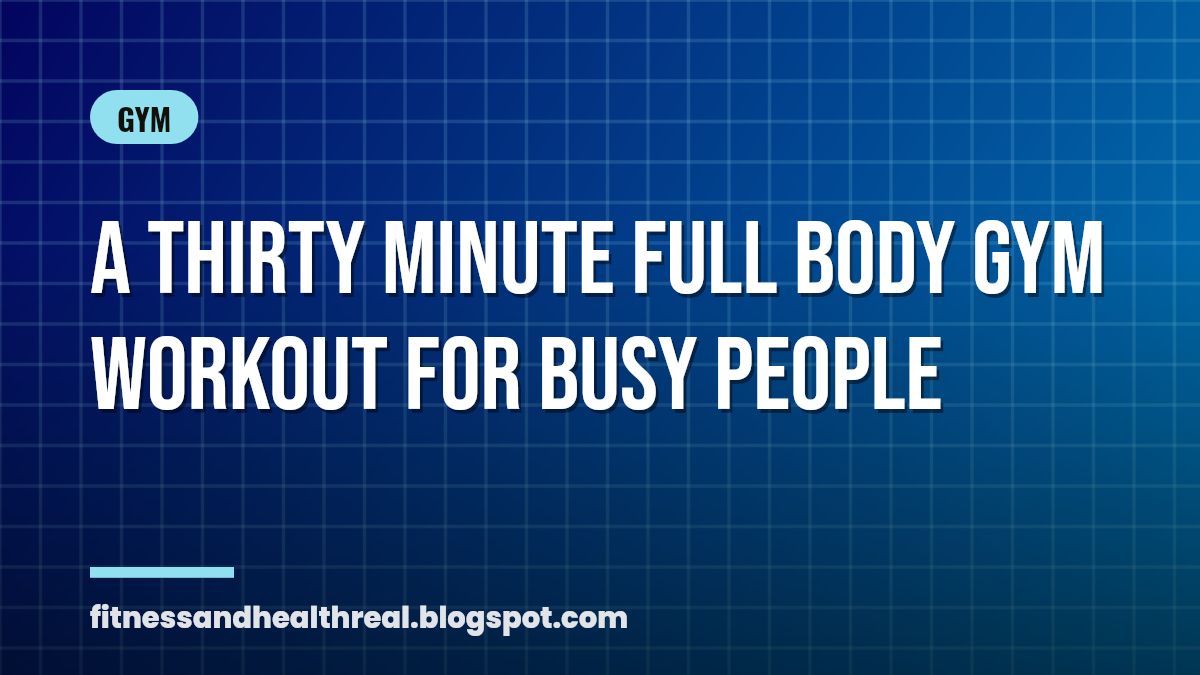 GYM
A THIRTY MINUTE FULL BODY GYM
WORKOUT FOR BUSY PEOPLE
fitnessandhealthreal.blogspot.com